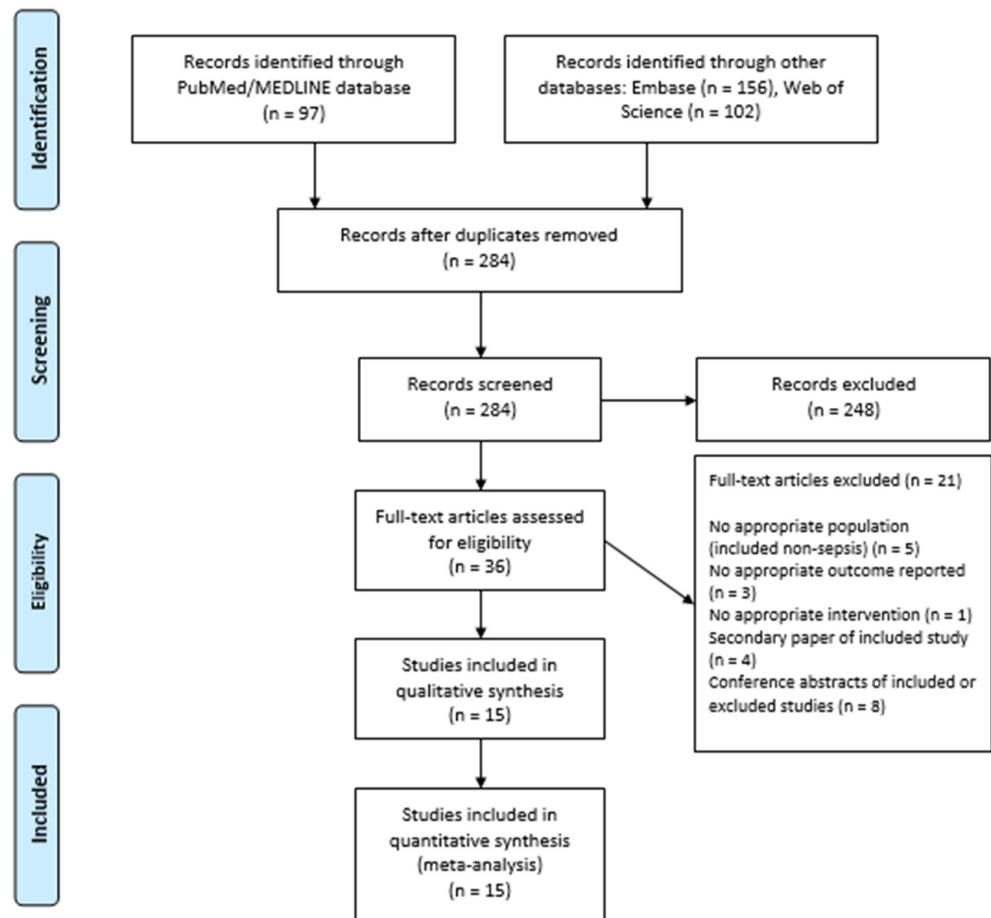 Identification
Records identified through
PubMed/MEDLINE database
(n = 97)
Records identified through other
databases: Embase (n = 156), Web of
Science (n = 102)
Records after duplicates removed
(n = 284)
Screening
Records screened
(n = 284)
Records excluded
(n = 248)
Eligibility
Full-text articles assessed
for eligibility
(n = 36)
Full-text articles excluded (n = 21)
No appropriate population
(included non-sepsis) (n = 5)
No appropriate outcome reported
(n = 3)
No appropriate intervention (n = 1)
Secondary paper of included study
(n = 4)
Conference abstracts of included or
excluded studies (n = 8)
Studies included in
qualitative synthesis
(n = 15)
Included
Studies included in
quantitative synthesis
(meta-analysis)
(n = 15)